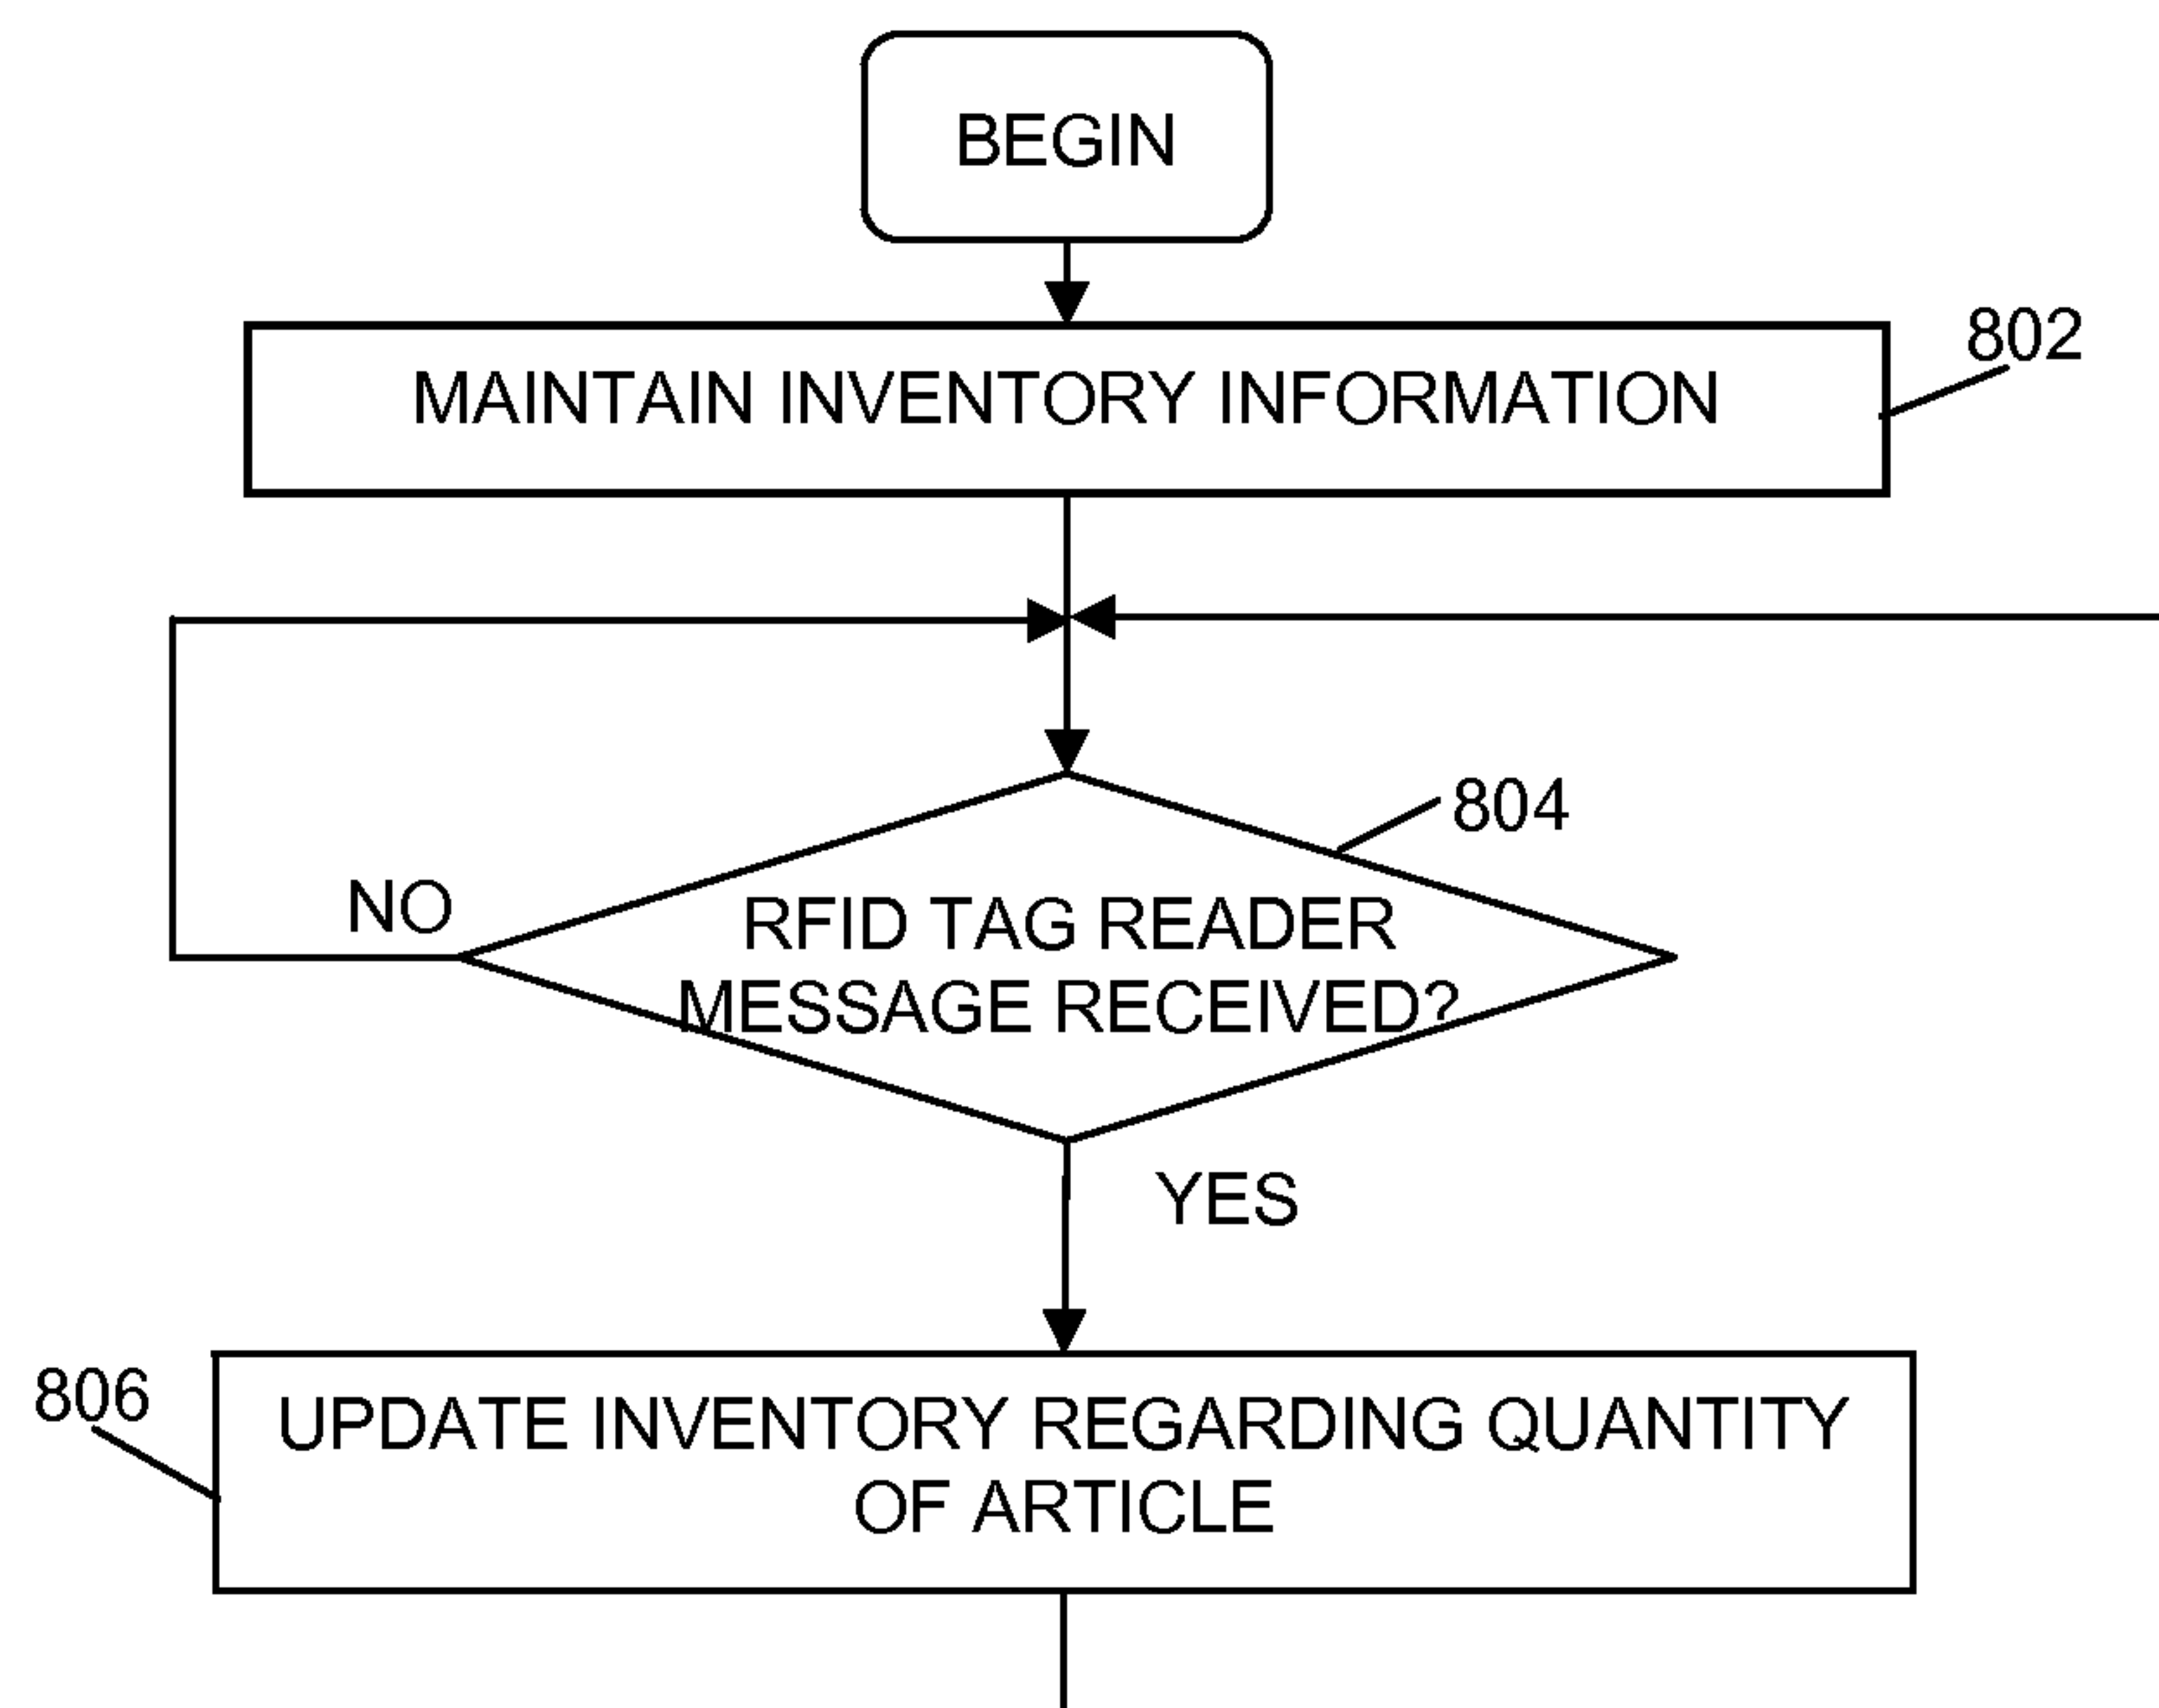 BEGIN
MAINTAIN INVENTORY INFORMATION
802
804
NO
RFID TAG READER
MESSAGE RECEIVED?
YES
806
UPDATE INVENTORY REGARDING QUANTITY
OF ARTICLE